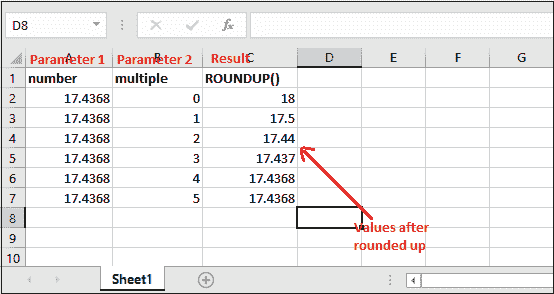 D8
fx
Parameter 1 Parameter 2 Result
A B C D E F G
1 number multiple ROUNDUP()
2 17.4368 0 18
3 17.4368 1 17.5
4 17.4368 2 17.44
5 17.4368 3 17.437
6 17.4368 4 17.4368
7 17.4368 5 17.4368
8
9 Values after
10 rounded up
Sheet1